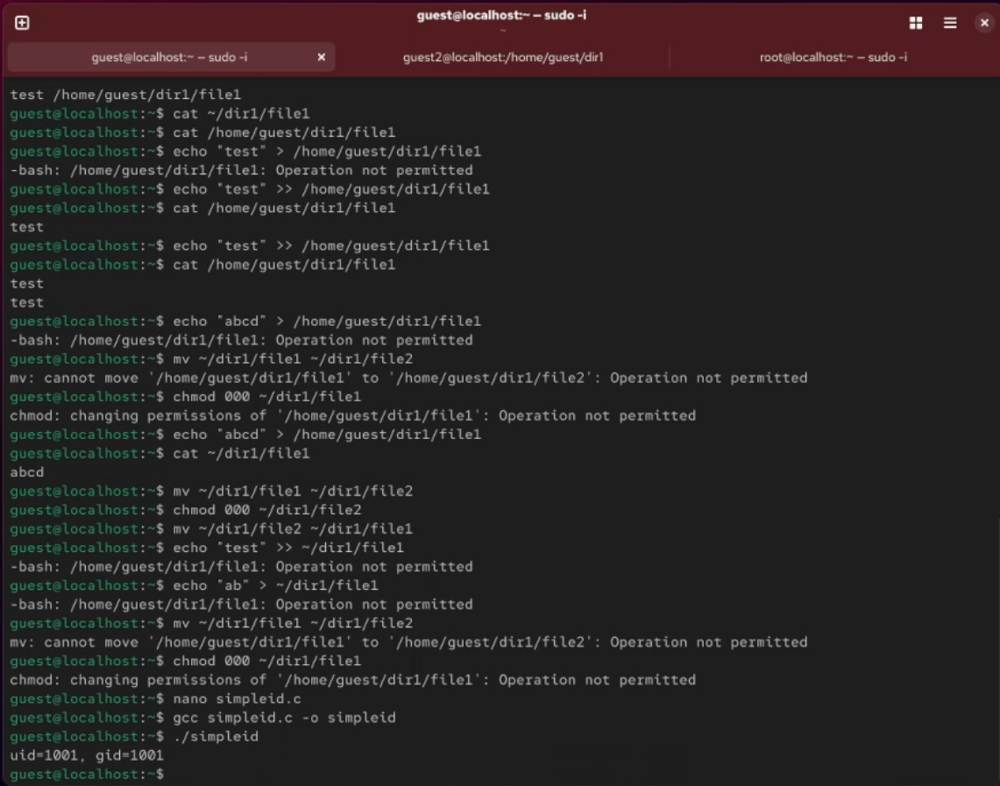 guest@localhost:~ — sudo -i
~
guest@localhost:~ — sudo -i
guest2@localhost:/home/guest/dir1
root@localhost:~ — sudo -i
test /home/guest/dir1/file1
guest@localhost:~$ cat ~/dir1/file1
guest@localhost:~$ cat /home/guest/dir1/file1
guest@localhost:~$ echo "test" > /home/guest/dir1/file1
-bash: /home/guest/dir1/file1: Operation not permitted
guest@localhost:~$ echo "test" >> /home/guest/dir1/file1
guest@localhost:~$ cat /home/guest/dir1/file1
test
guest@localhost:~$ echo "test" >> /home/guest/dir1/file1
guest@localhost:~$ cat /home/guest/dir1/file1
test
test
guest@localhost:~$ echo "abcd" > /home/guest/dir1/file1
-bash: /home/guest/dir1/file1: Operation not permitted
guest@localhost:~$ mv ~/dir1/file1 ~/dir1/file2
mv: cannot move '/home/guest/dir1/file1' to '/home/guest/dir1/file2': Operation not permitted
guest@localhost:~$ chmod 000 ~/dir1/file1
chmod: changing permissions of '/home/guest/dir1/file1': Operation not permitted
guest@localhost:~$ echo "abcd" > /home/guest/dir1/file1
guest@localhost:~$ cat ~/dir1/file1
abcd
guest@localhost:~$ mv ~/dir1/file1 ~/dir1/file2
guest@localhost:~$ chmod 000 ~/dir1/file2
guest@localhost:~$ mv ~/dir1/file2 ~/dir1/file1
guest@localhost:~$ echo "test" >> ~/dir1/file1
-bash: /home/guest/dir1/file1: Operation not permitted
guest@localhost:~$ echo "ab" > ~/dir1/file1
-bash: /home/guest/dir1/file1: Operation not permitted
guest@localhost:~$ mv ~/dir1/file1 ~/dir1/file2
mv: cannot move '/home/guest/dir1/file1' to '/home/guest/dir1/file2': Operation not permitted
guest@localhost:~$ chmod 000 ~/dir1/file1
chmod: changing permissions of '/home/guest/dir1/file1': Operation not permitted
guest@localhost:~$ nano simpleid.c
guest@localhost:~$ gcc simpleid.c -o simpleid
guest@localhost:~$ ./simpleid
uid=1001, gid=1001
guest@localhost:~$